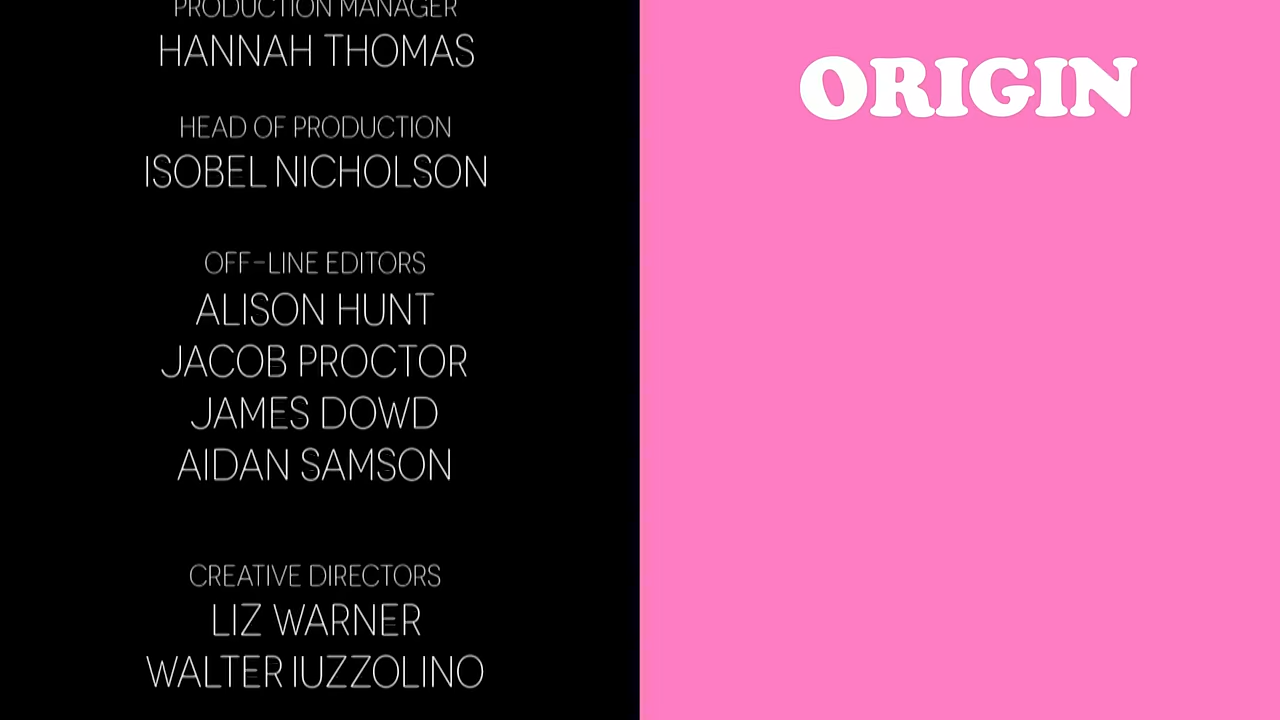 PRODUCTION MANAGER
HANNAH THOMAS
HEAD OF PRODUCTION
ISOBEL NICHOLSON
OFF-LINE EDITORS
ALISON HUNT
JACOB PROCTOR
JAMES DOWD
AIDAN SAMSON
CREATIVE DIRECTORS
LIZ WARNER
WALTER IUZZOLINO
ORIGIN